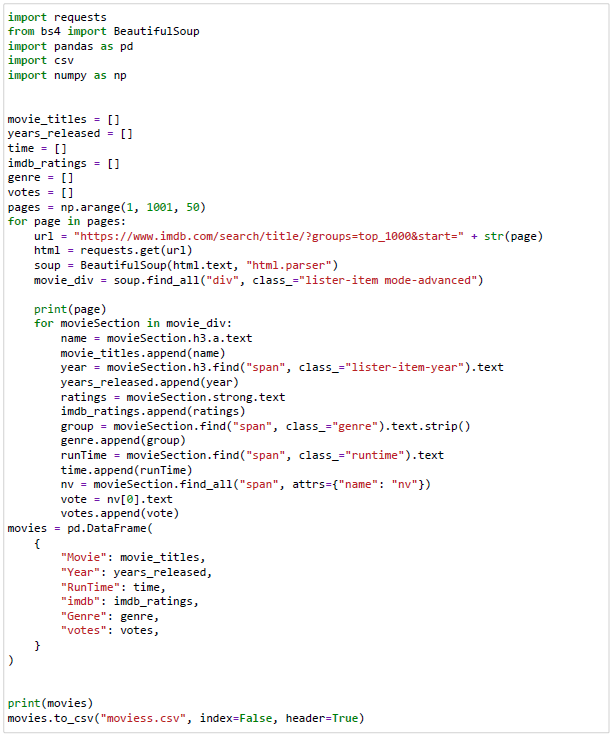 import requests
from bs4 import BeautifulSoup
import pandas as pd
import csv
import numpy as np


movie_titles = []
years_released = []
time = []
imdb_ratings = []
genre = []
votes = []
pages = np.arange(1, 1001, 50)
for page in pages:
    url = "https://www.imdb.com/search/title/?groups=top_1000&start=" + str(page)
    html = requests.get(url)
    soup = BeautifulSoup(html.text, "html.parser")
    movie_div = soup.find_all("div", class_="lister-item mode-advanced")

    print(page)
    for movieSection in movie_div:
        name = movieSection.h3.a.text
        movie_titles.append(name)
        year = movieSection.h3.find("span", class_="lister-item-year").text
        years_released.append(year)
        ratings = movieSection.strong.text
        imdb_ratings.append(ratings)
        group = movieSection.find("span", class_="genre").text.strip()
        genre.append(group)
        runTime = movieSection.find("span", class_="runtime").text
        time.append(runTime)
        nv = movieSection.find_all("span", attrs={"name": "nv"})
        vote = nv[0].text
        votes.append(vote)
movies = pd.DataFrame(
    {
        "Movie": movie_titles,
        "Year": years_released,
        "RunTime": time,
        "imdb": imdb_ratings,
        "Genre": genre,
        "votes": votes,
    }
)


print(movies)
movies.to_csv("moviess.csv", index=False, header=True)